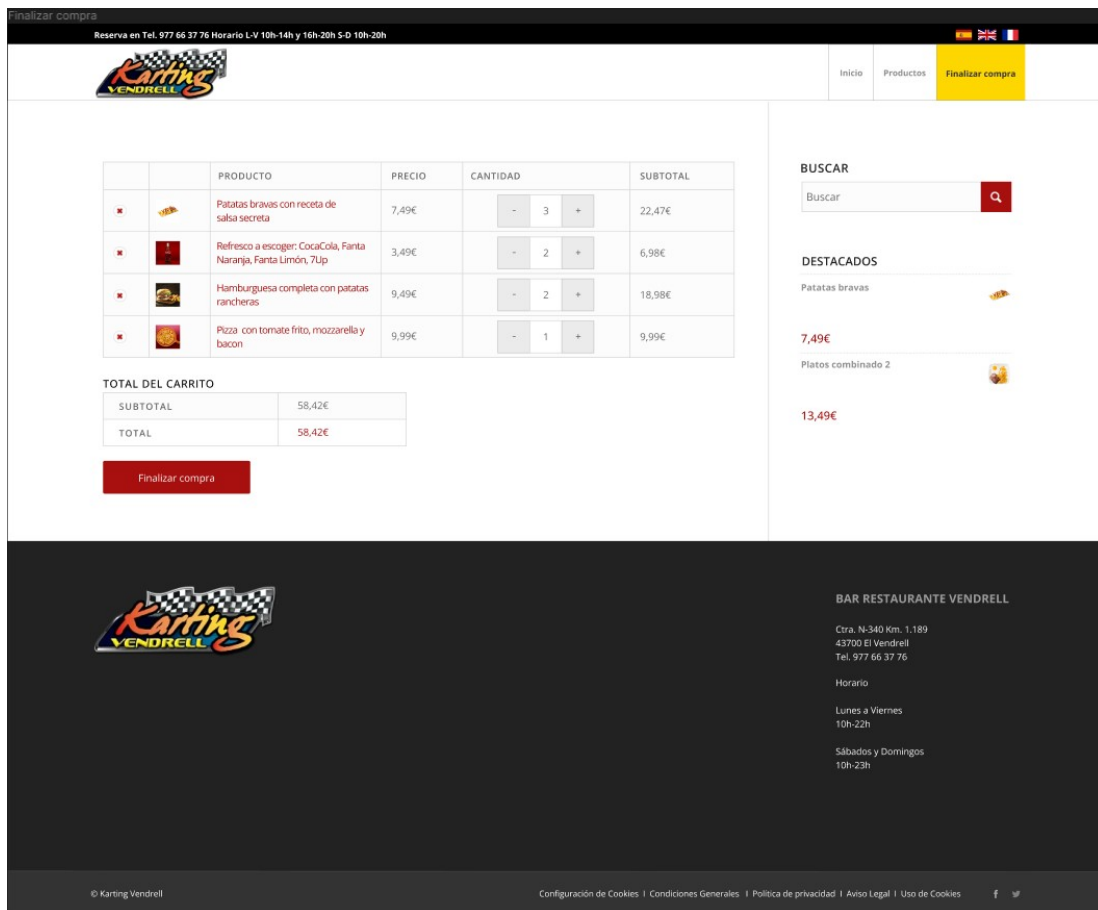 Finalizar compra
Reserva en Tel. 977 66 37 76 Horario L-V 10h-14h y 16h-20h S-D 10h-20h
Karting
VENDRELL
Inicio
Productos
Finalizar compra
PRODUCTO PRECIO CANTIDAD SUBTOTAL
Patatas bravas con receta de
salsa secreta
7,49€ - 3 + 22,47€
Refresco a escoger: CocaCola, Fanta
Naranja, Fanta Limón, 7Up
3,49€ - 2 + 6,98€
Hamburguesa completa con patatas
rancheras
9,49€ - 2 + 18,98€
Pizza con tomate frito, mozzarella y
bacon
9,99€ - 1 + 9,99€
TOTAL DEL CARRITO
SUBTOTAL 58,42€
TOTAL 58,42€
Finalizar compra
BUSCAR
Buscar
DESTACADOS
Patatas bravas
7,49€
Platos combinado 2
13,49€
Karting
VENDRELL
BAR RESTAURANTE VENDRELL
Ctra. N-340 Km. 1.189
43700 El Vendrell
Tel. 977 66 37 76
Horario
Lunes a Viernes
10h-22h
Sábados y Domingos
10h-23h
© Karting Vendrell
Configuración de Cookies I Condiciones Generales I Politica de privacidad I Aviso Legal I Uso de Cookies